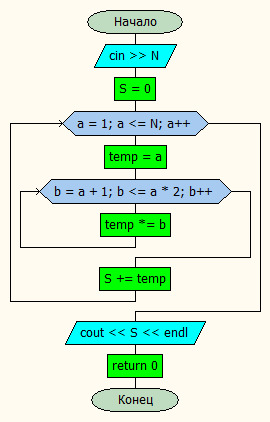 Начало
cin >> N
S = 0
a = 1; a <= N; a++
temp = a
b = a + 1; b <= a * 2; b++
temp *= b
S += temp
cout << S << endl
return 0
Конец